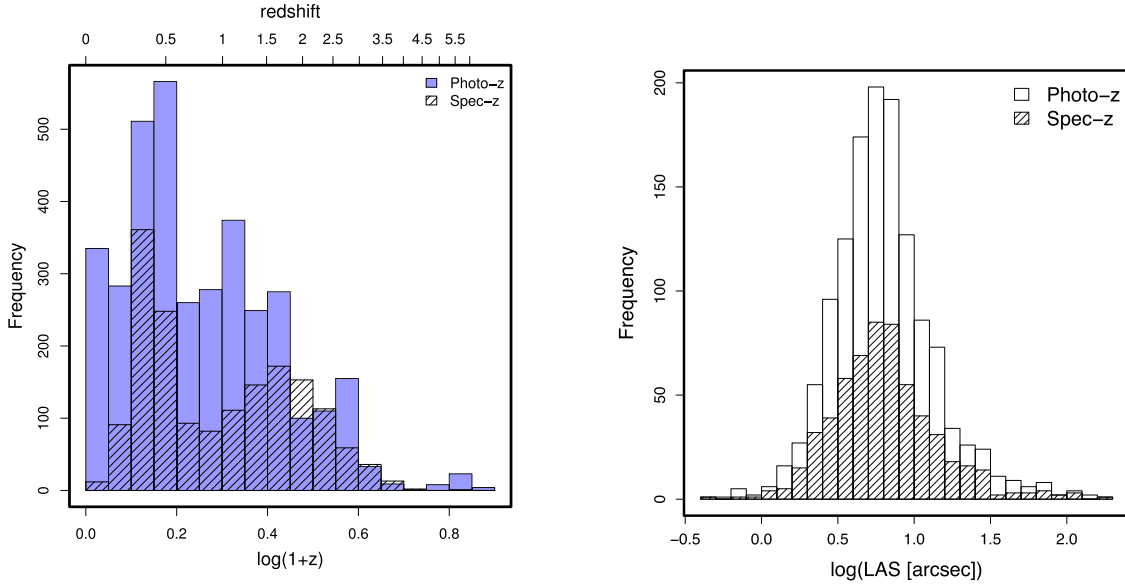 redshift
0 0.5 1 1.5 2 2.5 3.5 4.5 5.5
Photo−z
Spec−z
Frequency
0 100 200 300 400 500
0.0 0.2 0.4 0.6 0.8
log(1+z)
Photo−z
Spec−z
Frequency
0 50 100 150 200
−0.5 0.0 0.5 1.0 1.5 2.0
log(LAS [arcsec])